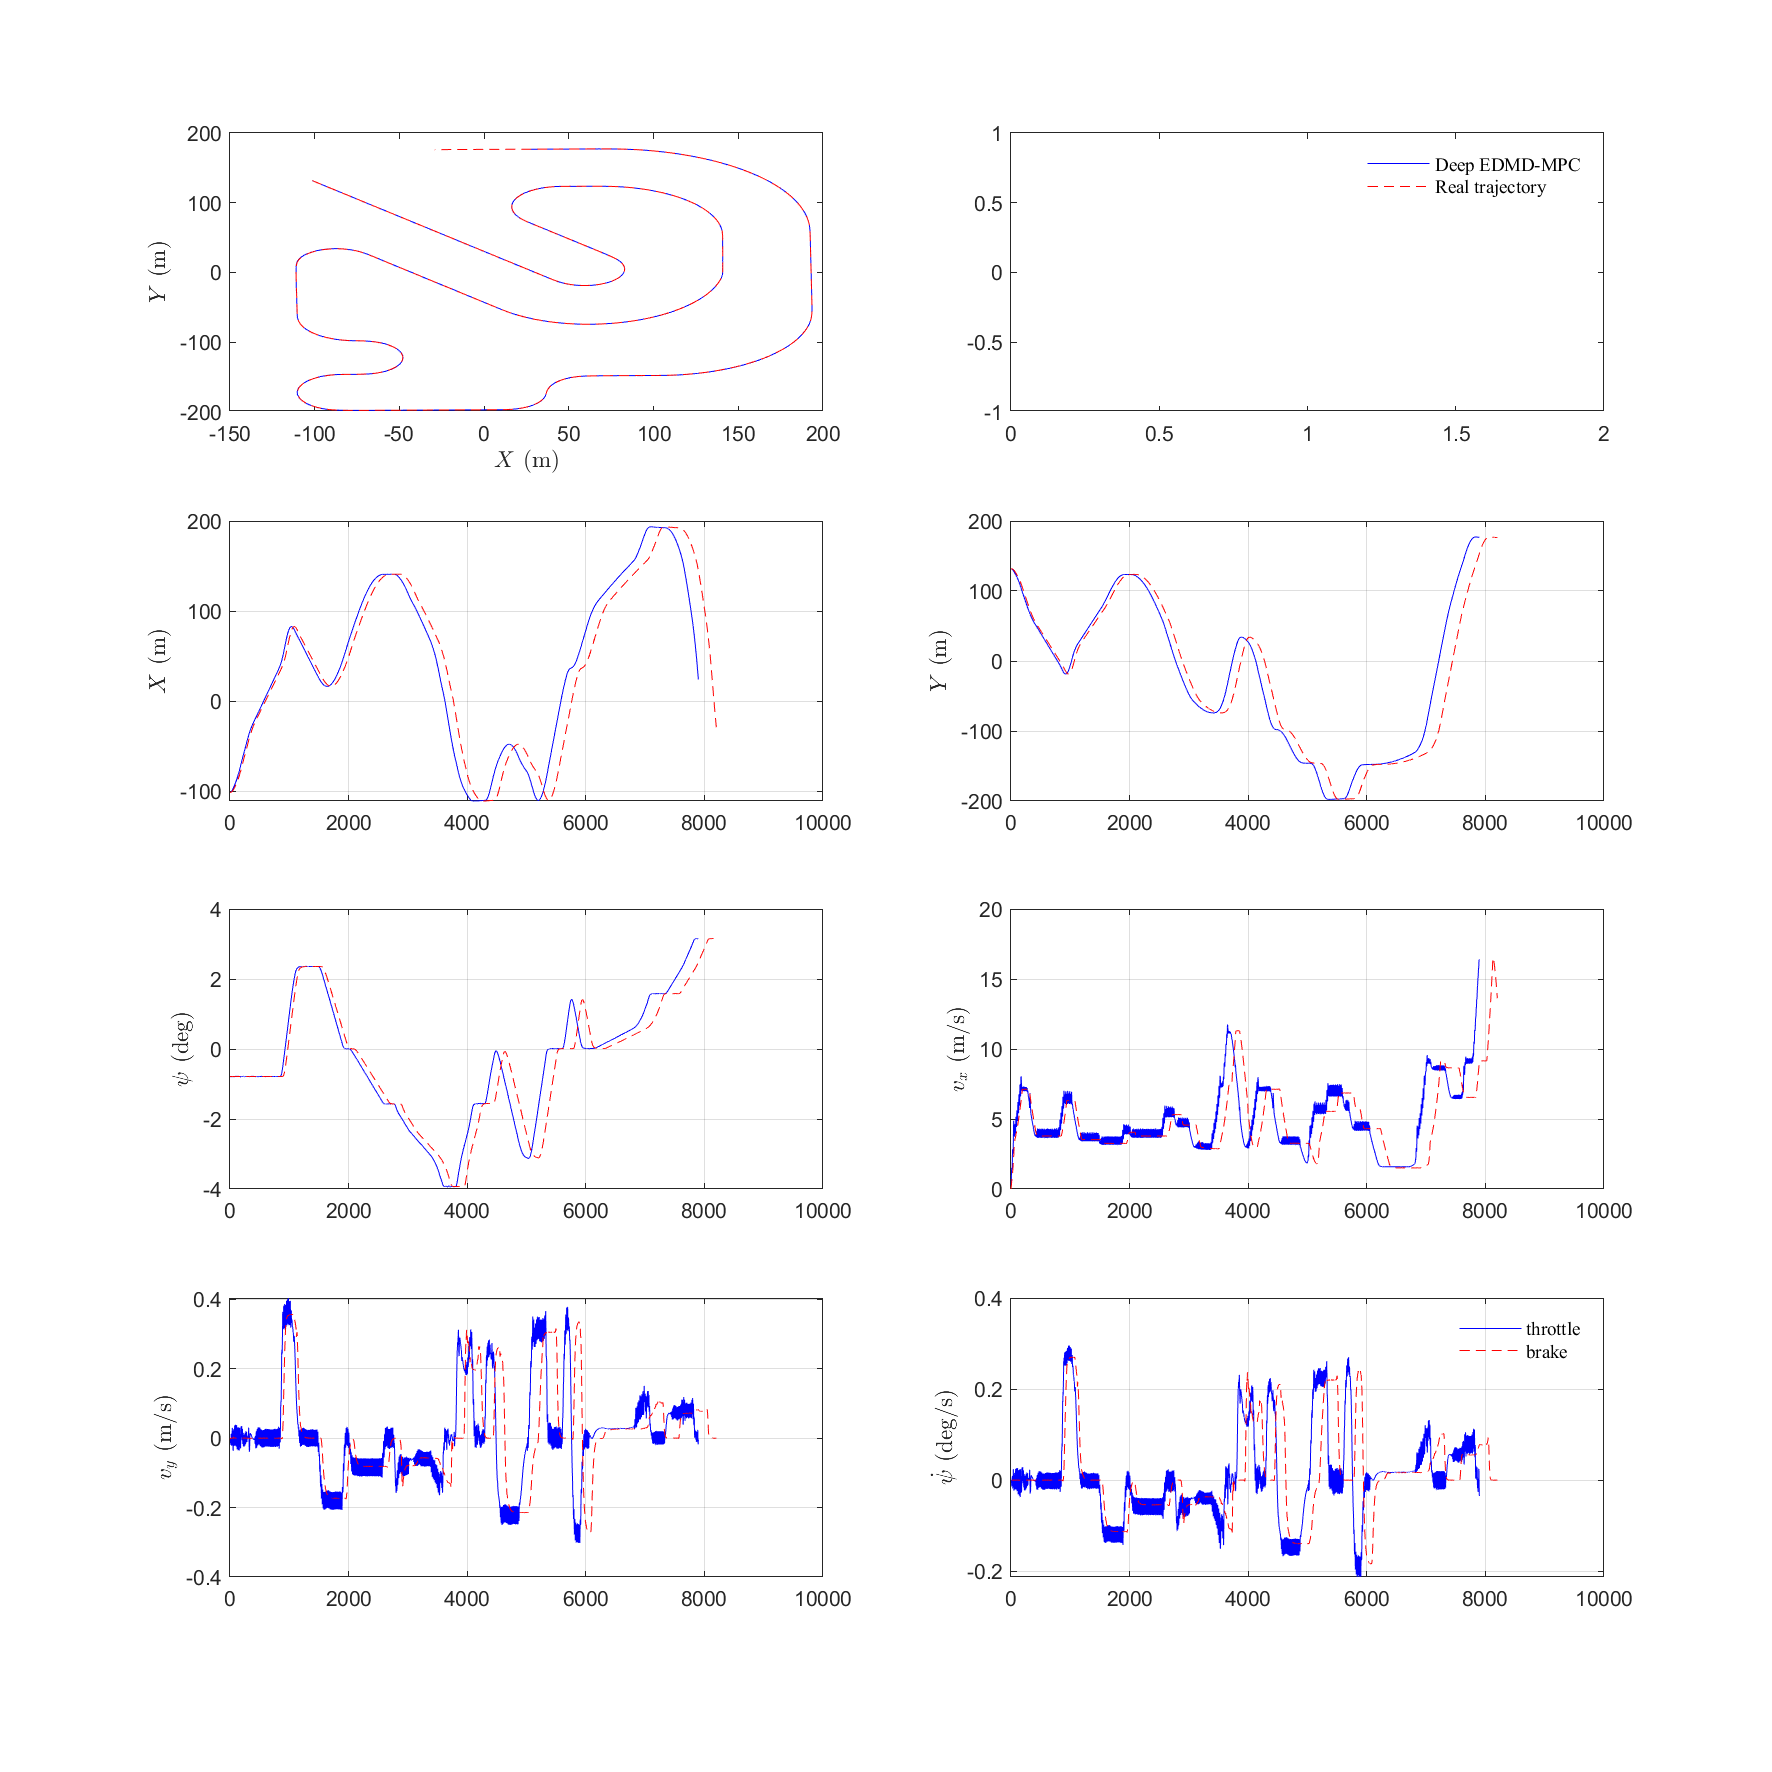 200
100
0
-100
-200
-150 -100 -50 0 50 100 150 200
X (m)
Y (m)
1
0.5
0
-0.5
-1
0 0.5 1 1.5 2
Deep EDMD-MPC
Real trajectory
200
100
0
-100
0 2000 4000 6000 8000 10000
X (m)
200
100
0
-100
-200
0 2000 4000 6000 8000 10000
Y (m)
4
2
0
-2
-4
0 2000 4000 6000 8000 10000
ψ (deg)
20
15
10
5
0
0 2000 4000 6000 8000 10000
vₓ (m/s)
0.4
0.2
0
-0.2
-0.4
0 2000 4000 6000 8000 10000
v_y (m/s)
0.4
0.2
0
-0.2
0 2000 4000 6000 8000 10000
ψ̇ (deg/s)
throttle
brake